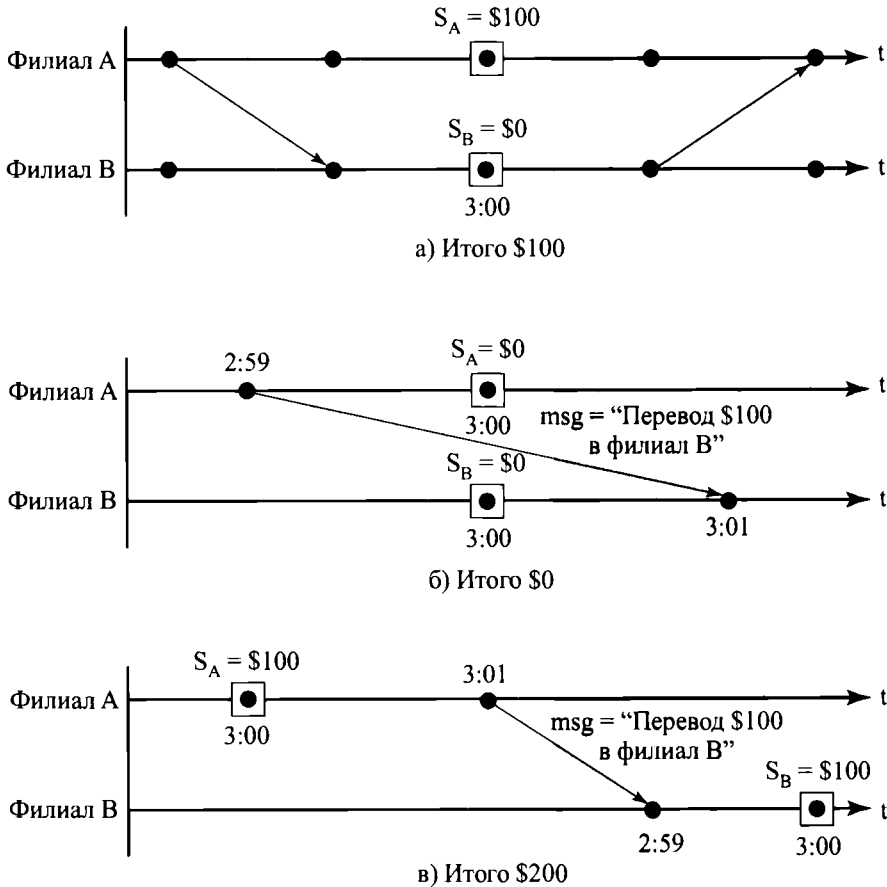 S_A = $100
Филиал А
t
S_B = $0
Филиал В
t
3:00
а) Итого $100
2:59
S_A = $0
Филиал А
t
3:00
msg = “Перевод $100
в филиал В”
S_B = $0
Филиал В
t
3:00
3:01
б) Итого $0
S_A = $100
3:01
Филиал А
t
3:00
msg = “Перевод $100
в филиал В”
S_B = $100
Филиал В
t
2:59
3:00
в) Итого $200